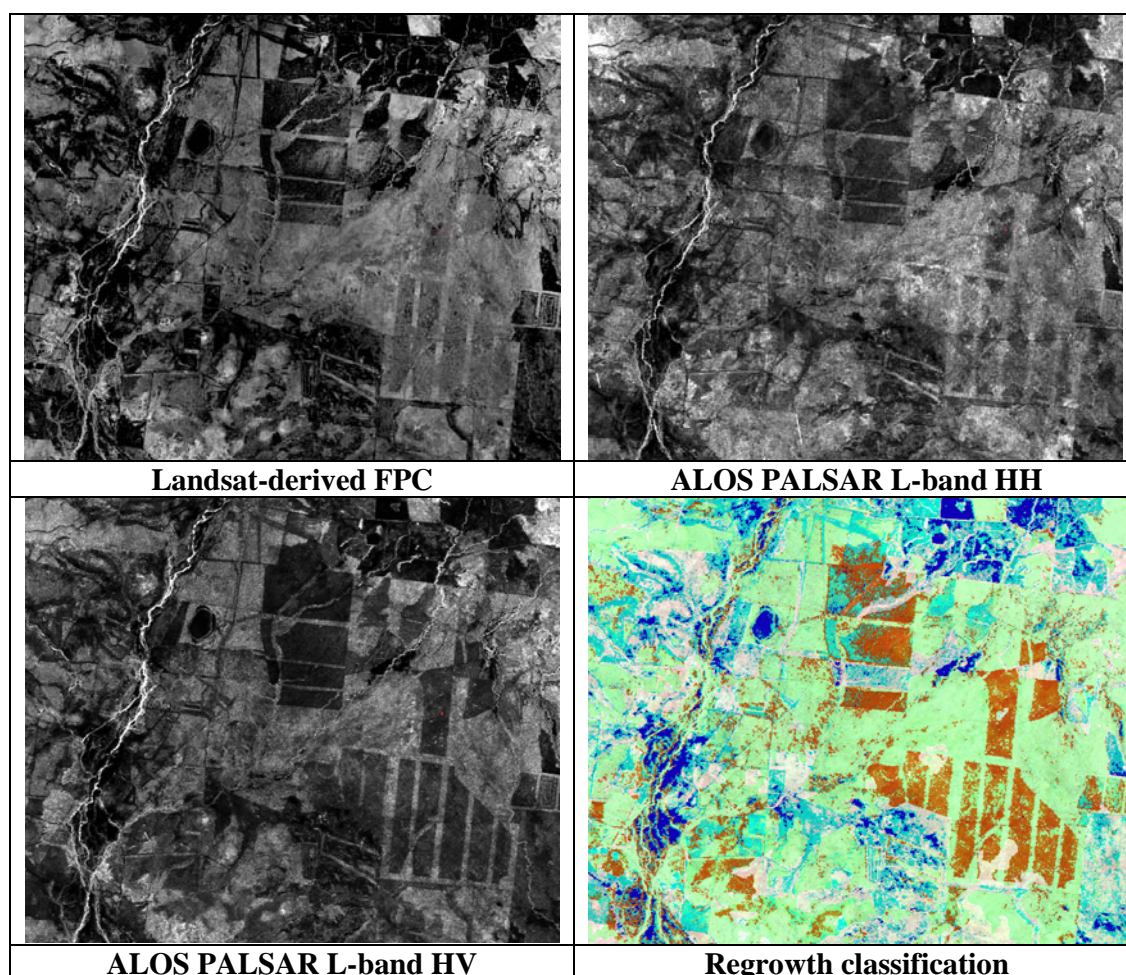 Landsat-derived FPC
ALOS PALSAR L-band HH
ALOS PALSAR L-band HV
Regrowth classification